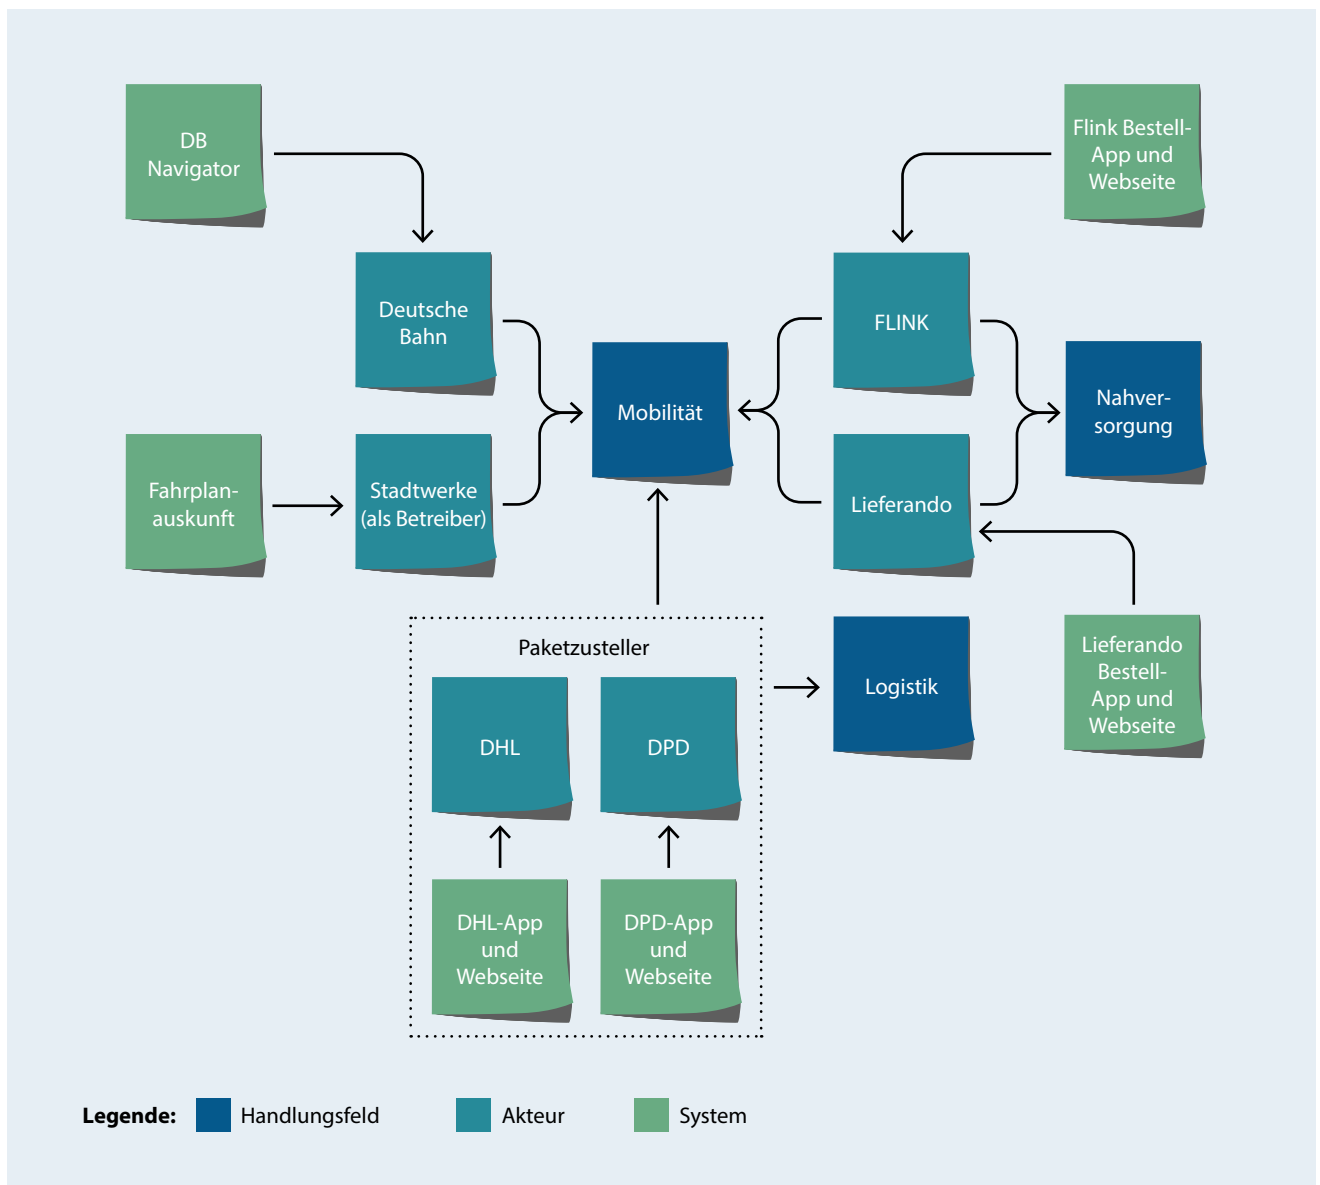 DB
Navigator
Flink Bestell-
App und
Webseite
Deutsche
Bahn
FLINK
Mobilität
Nahver-
sorgung
Fahrplan-
auskunft
Stadtwerke
(als Betreiber)
Lieferando
Paketzusteller
Logistik
Lieferando
Bestell-
App und
Webseite
DHL
DPD
DHL-App
und
Webseite
DPD-App
und
Webseite
Legende:
Handlungsfeld
Akteur
System